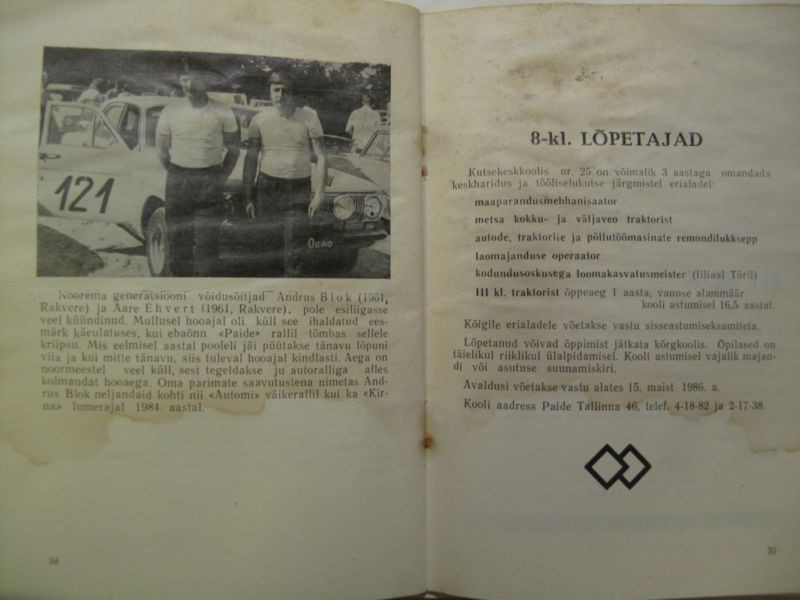 121
Noorema generatsiooni võidusõitjad Andrus Blok (1961,
Rakvere) ja Aare Ehvert (1961, Rakvere), pole esiliigasse
veel küündinud. Mullusel hooajal oli küll see ihaldatud ees-
märk käeulatuses, kuid ebaõnn «Paide» rallil tõmbas sellele
kriipsu. Mis eelmisel aastal pooleli jäi püütakse tänavu lõpuni
viia ja kui mitte tänavu, siis tuleval hooajal kindlasti. Aega on
noormeestel veel küll, sest tegeldakse ju autoralliga alles
kolmandat hooaega. Oma parimate saavutustena nimetas And-
rus Blok neljandaid kohti nii «Automi» väikerallil kui ka «Kir-
na» lumerajal 1984. aastal.
34
8-kl. LÕPETAJAD
Kutsekeskkoolis nr. 25 on võimalik 3 aastaga omandada
keskharidus ja töölisekutse järgmistel erialadel:
maaparandusmehhanisaator
metsa kokku- ja väljaveo traktorist
autode, traktorite ja põllutöömasinate remondilukksepp
laomajanduse operaator
kodundusoskusega loomakasvatusmeister (filiaal Türil)
III kl. traktorist õppeaeg 1 aasta, vanuse alammäär
kooli astumisel 16,5 aastat.
Kõigile erialadele võetakse vastu sisseastumiseksamiteta.
Lõpetanud võivad õppimist jätkata kõrgkoolis. Õpilased on
täielikul riiklikul ülalpidamisel. Kooli astumisel vajalik majan-
di või asutuse suunamiskiri.
Avaldusi võetakse vastu alates 15. maist 1986. a.
Kooli aadress Paide Tallinna 46, telef. 4-18-82 ja 2-17-38.
35